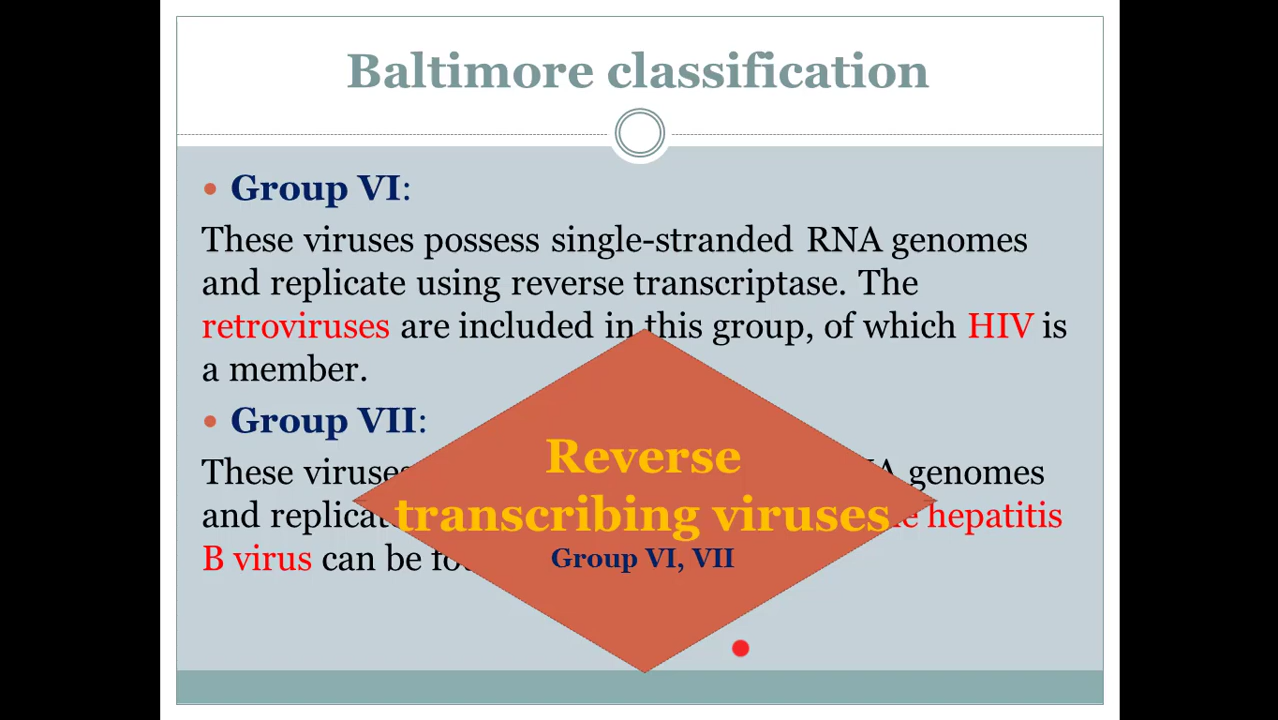 Baltimore classification
• Group VI:
These viruses possess single-stranded RNA genomes
and replicate using reverse transcriptase. The
retroviruses are included in this group, of which HIV is
a member.
• Group VII:
These viruses genomes
and replicat hepatitis
B virus can be
Reverse
transcribing viruses
Group VI, VII